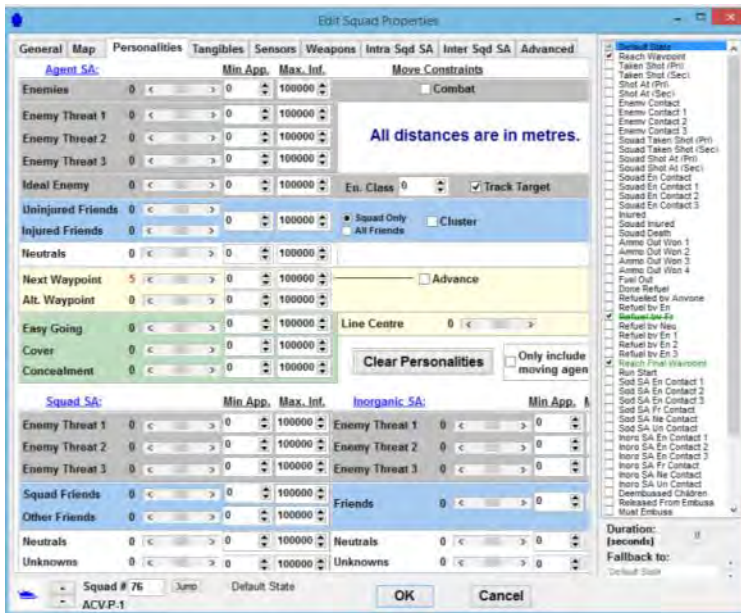 Edit Squad Properties
General Map Personalities Tangibles Sensors Weapons Intra Sqd SA Inter Sqd SA Advanced
Agent SA: Min App. Max. Inf. Move Constraints
Enemies 0 < > 0 100000 Combat
Enemy Threat 1 0 < > 0 100000
All distances are in metres.
Enemy Threat 2 0 < > 0 100000
Enemy Threat 3 0 < > 0 100000
Ideal Enemy 0 < > 0 100000 En. Class 0 Track Target
Uninjured Friends 0 < > 0 100000 Squad Only Cluster
Injured Friends 0 < > All Friends
Neutrals 0 < > 0 100000
Next Waypoint 5 < > 0 100000 Advance
Alt. Waypoint 0 < > 0 100000
Easy Going 0 < > 0 100000 Line Centre 0 < >
Cover 0 < > 0 100000 Clear Personalities Only include
Concealment 0 < > 0 100000 moving agen
Squad SA: Min App. Max. Inf. Inorganic SA: Min App. M
Enemy Threat 1 0 < > 0 100000 Enemy Threat 1 0 < > 0
Enemy Threat 2 0 < > 0 100000 Enemy Threat 2 0 < > 0
Enemy Threat 3 0 < > 0 100000 Enemy Threat 3 0 < > 0
Squad Friends 0 < > 0 100000 Friends 0 < > 0
Other Friends 0 < > 0 100000
Neutrals 0 < > 0 100000 Neutrals 0 < > 0
Unknowns 0 < > 0 100000 Unknowns 0 < > 0
Squad # 76 Jump Default State
ACV-P-1
OK Cancel
Default State
Reach Waypoint
Taken Shot (Pri)
Taken Shot (Sec)
Shot At (Pri)
Shot At (Sec)
Enemy Contact
Enemy Contact 1
Enemy Contact 2
Enemy Contact 3
Squad Taken Shot (Pri)
Squad Taken Shot (Sec)
Squad Shot At (Pri)
Squad Shot At (Sec)
Squad En Contact
Squad En Contact 1
Squad En Contact 2
Squad En Contact 3
Injured
Squad Injured
Squad Death
Ammo Out Wpn 1
Ammo Out Wpn 2
Ammo Out Wpn 3
Ammo Out Wpn 4
Fuel Out
Done Refuel
Refuelled by Anyone
Refuel by En
Refuel by Fr
Refuel by Neu
Refuel by En 1
Refuel by En 2
Refuel by En 3
Reach Final Waypoint
Run Start
Sqd SA En Contact 1
Sqd SA En Contact 2
Sqd SA En Contact 3
Sqd SA Fr Contact
Sqd SA Ne Contact
Sqd SA Un Contact
Inorg SA En Contact 1
Inorg SA En Contact 2
Inorg SA En Contact 3
Inorg SA Fr Contact
Inorg SA Ne Contact
Inorg SA Un Contact
Deembussed Children
Released From Embuss
Must Embuss
Duration: 0
(seconds)
Fallback to:
Default State